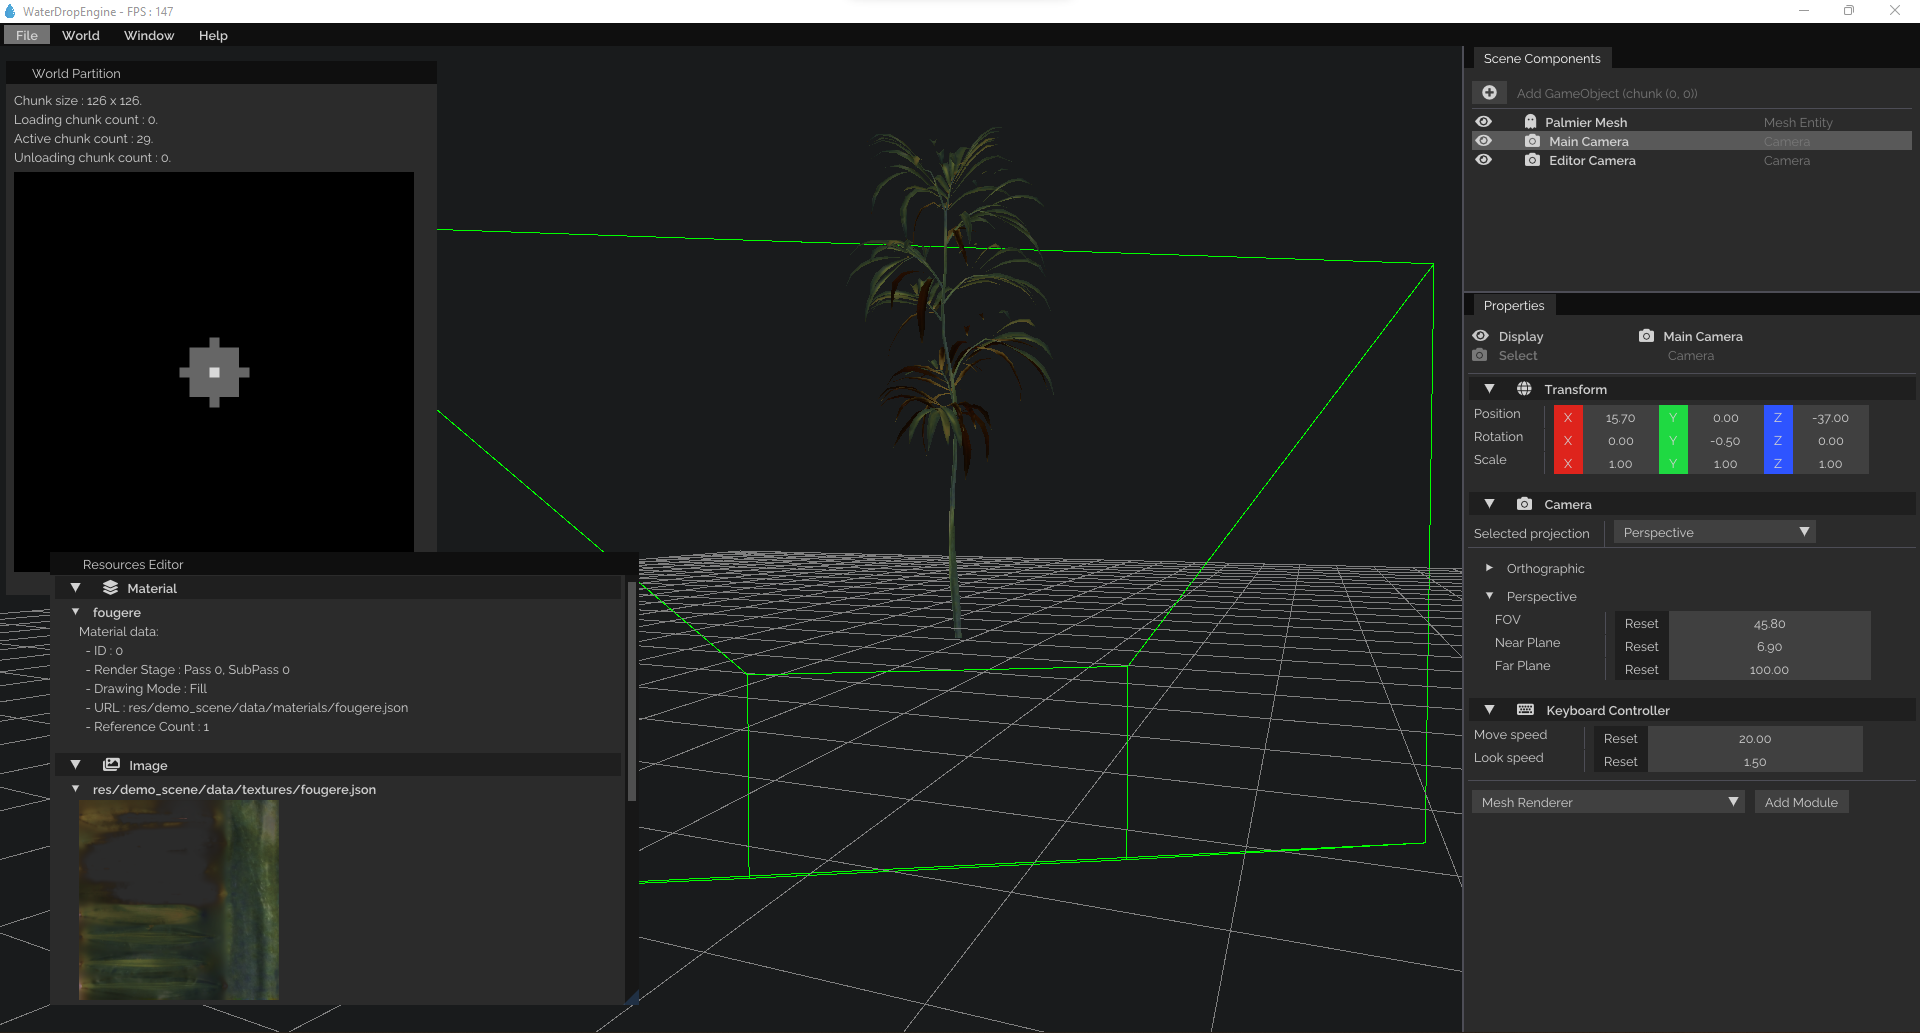 WaterDropEngine - FPS : 147
File World Window Help
World Partition
Chunk size : 126 x 126.
Loading chunk count : 0.
Active chunk count : 29.
Unloading chunk count : 0.
Resources Editor
Material
fougere
Material data:
- ID : 0
- Render Stage : Pass 0, SubPass 0
- Drawing Mode : Fill
- URL : res/demo_scene/data/materials/fougere.json
- Reference Count : 1
Image
res/demo_scene/data/textures/fougere.json
Scene Components
Add GameObject (chunk (0, 0))
Palmier Mesh Mesh Entity
Main Camera Camera
Editor Camera Camera
Properties
Display Main Camera
Select Camera
Transform
Position X 15.70 Y 0.00 Z -37.00
Rotation X 0.00 Y -0.50 Z 0.00
Scale X 1.00 Y 1.00 Z 1.00
Camera
Selected projection Perspective
Orthographic
Perspective
FOV Reset 45.80
Near Plane Reset 6.90
Far Plane Reset 100.00
Keyboard Controller
Move speed Reset 20.00
Look speed Reset 1.50
Mesh Renderer Add Module